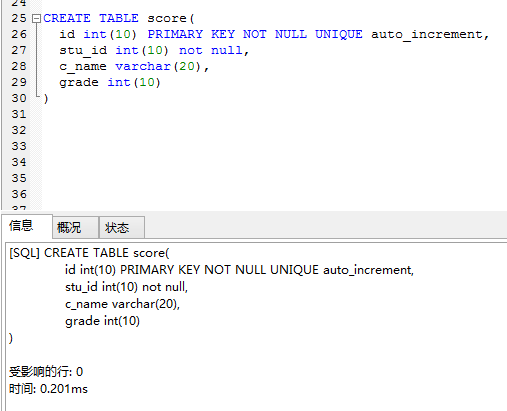 24
25 CREATE TABLE score(
26 id int(10) PRIMARY KEY NOT NULL UNIQUE auto_increment,
27 stu_id int(10) not null,
28 c_name varchar(20),
29 grade int(10)
30 )
31
32
33
34
35
36
37
信息 概况 状态
[SQL] CREATE TABLE score(
id int(10) PRIMARY KEY NOT NULL UNIQUE auto_increment,
stu_id int(10) not null,
c_name varchar(20),
grade int(10)
)
受影响的行: 0
时间: 0.201ms